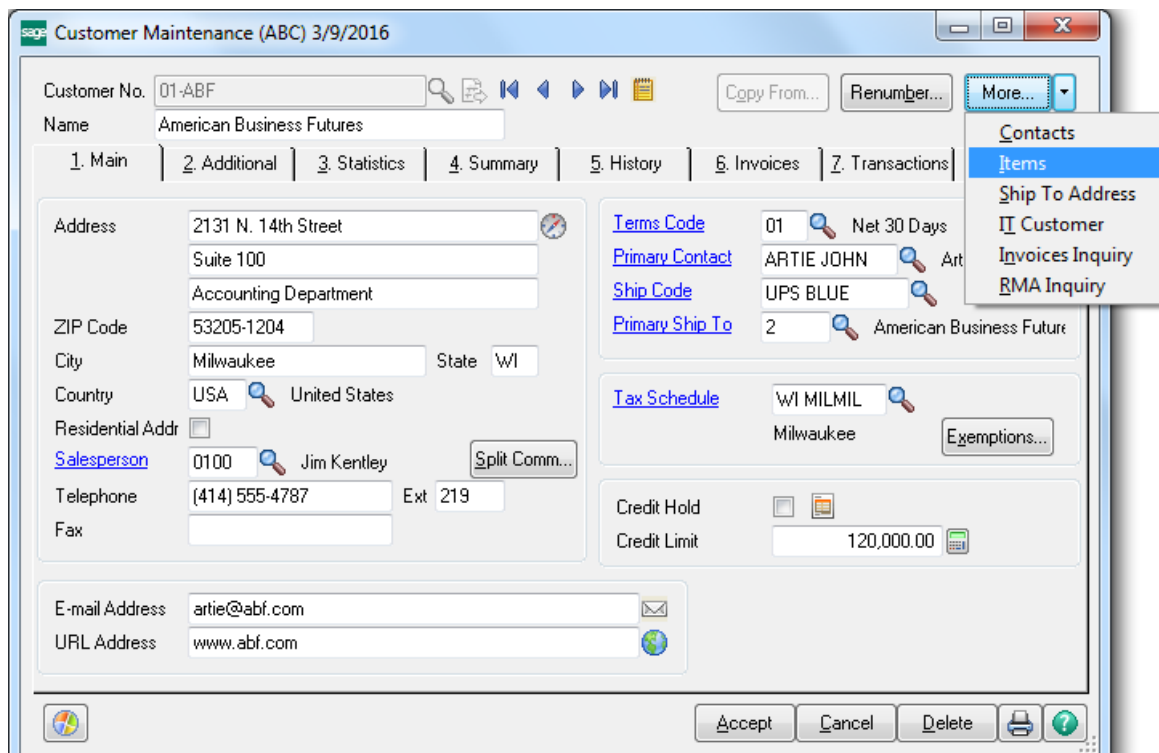 sage Customer Maintenance (ABC) 3/9/2016
Customer No. 01-ABF Copy From... Renumber... More...
Name American Business Futures
Contacts
Items
Ship To Address
IT Customer
Invoices Inquiry
RMA Inquiry
1. Main 2. Additional 3. Statistics 4. Summary 5. History 6. Invoices 7. Transactions
Address 2131 N. 14th Street
Suite 100
Accounting Department
ZIP Code 53205-1204
City Milwaukee State WI
Country USA United States
Residential Addr
Salesperson 0100 Jim Kentley Split Comm...
Telephone (414) 555-4787 Ext 219
Fax
Terms Code 01 Net 30 Days
Primary Contact ARTIE JOHN Art
Ship Code UPS BLUE
Primary Ship To 2 American Business Future
Tax Schedule WI MILMIL
Milwaukee Exemptions...
Credit Hold
Credit Limit 120,000.00
E-mail Address artie@abf.com
URL Address www.abf.com
Accept Cancel Delete